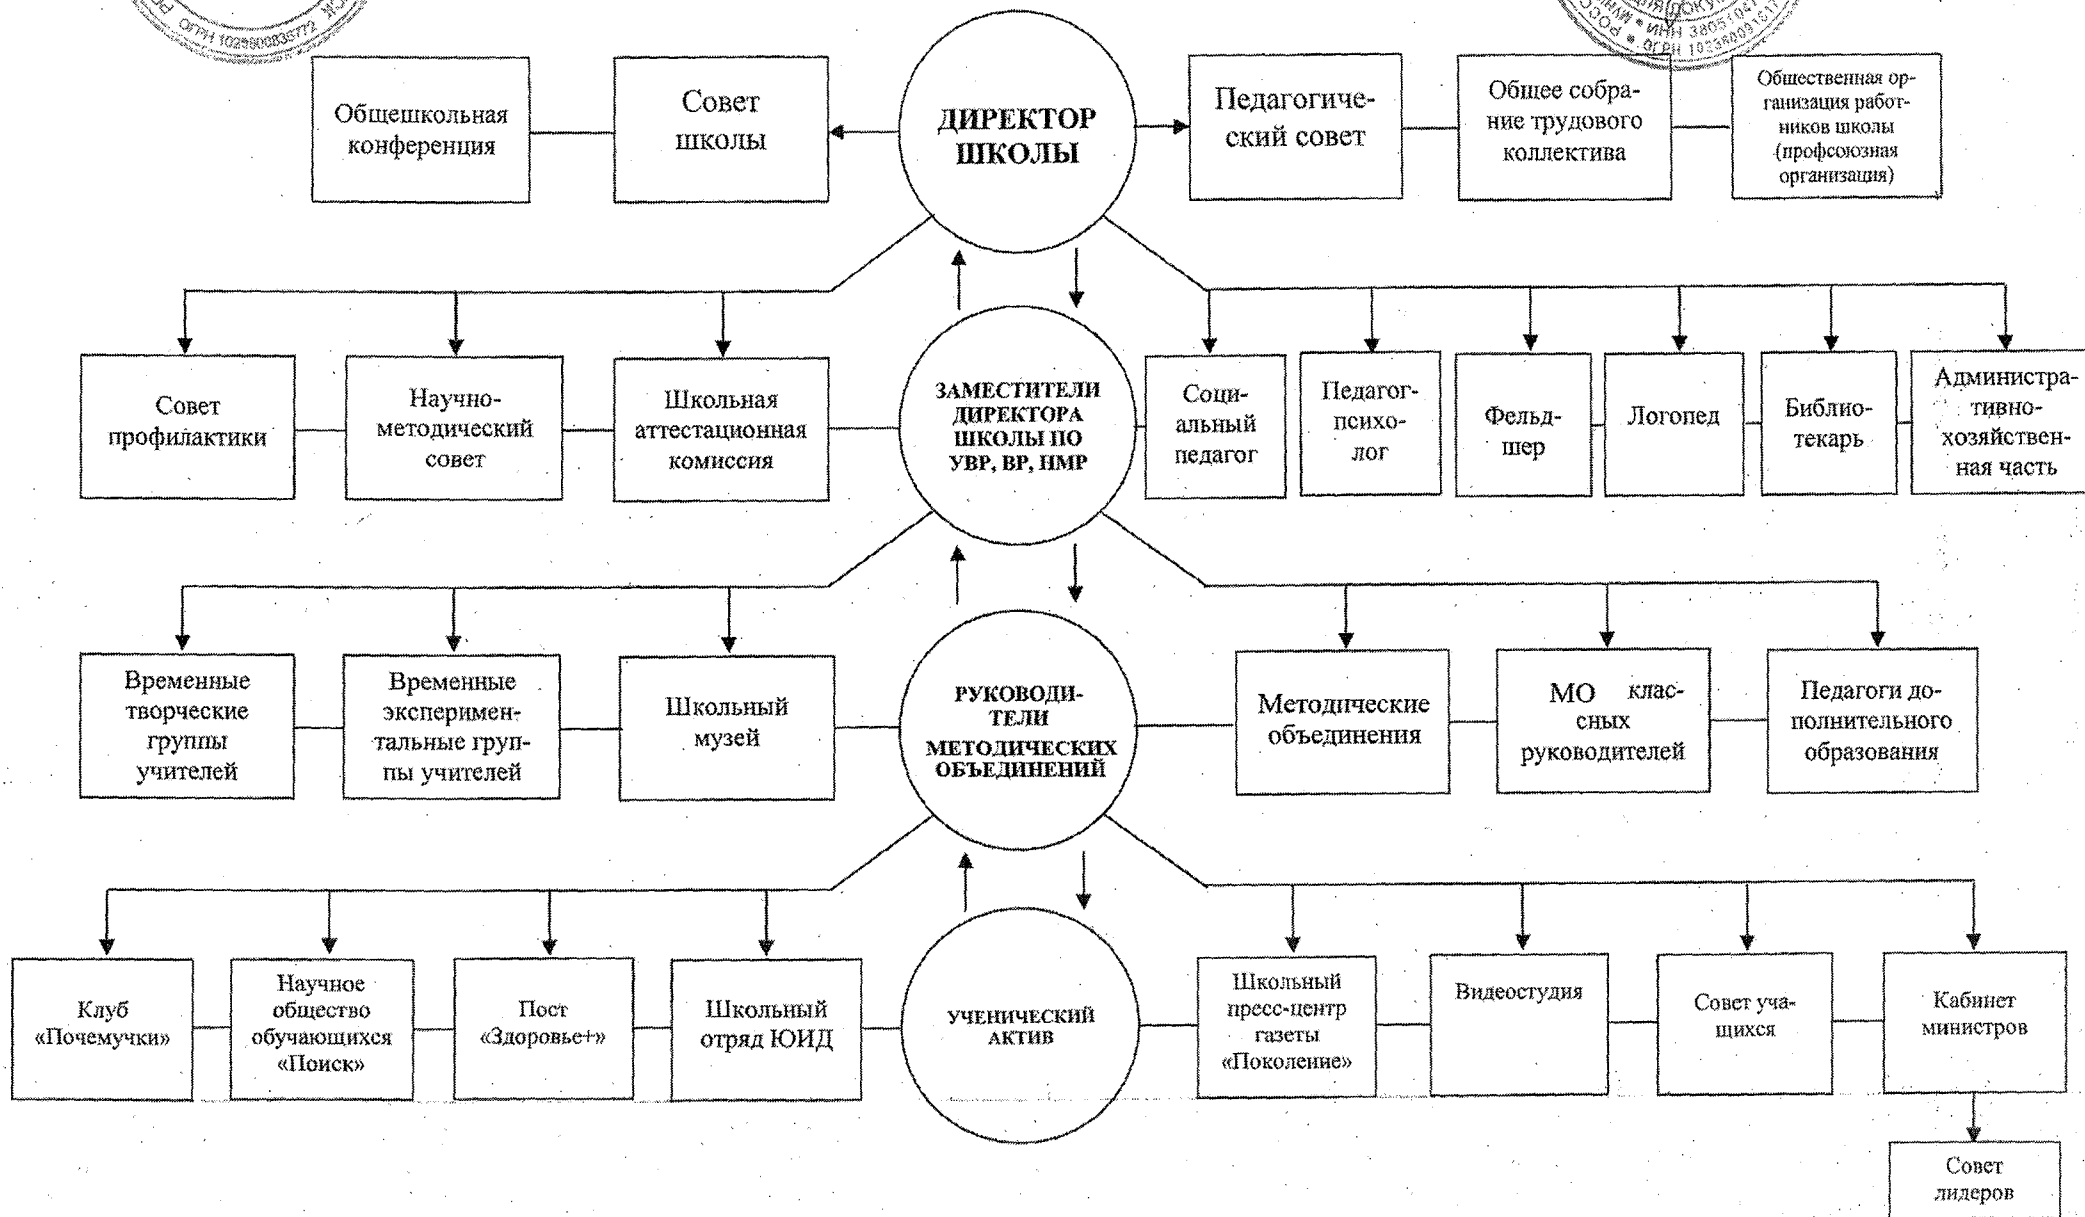 ОГРН 1025500835772
ИНН 38051047
Общешкольная
конференция
Совет
школы
ДИРЕКТОР
ШКОЛЫ
Педагогиче-
ский совет
Общее собра-
ние трудового
коллектива
Общественная ор-
ганизация работ-
ников школы
(профсоюзная
организация)
Совет
профилактики
Научно-
методический
совет
Школьная
аттестационная
комиссия
ЗАМЕСТИТЕЛИ
ДИРЕКТОРА
ШКОЛЫ ПО
УВР, ВР, НМР
Соци-
альный
педагог
Педагог-
психо-
лог
Фельд-
шер
Логопед
Библио-
текарь
Администра-
тивно-
хозяйствен-
ная часть
Временные
творческие
группы
учителей
Временные
эксперимен-
тальные груп-
пы учителей
Школьный
музей
РУКОВОДИ-
ТЕЛИ
МЕТОДИЧЕСКИХ
ОБЪЕДИНЕНИЙ
Методические
объединения
МО клас-
сных
руководителей
Педагоги до-
полнительного
образования
Клуб
«Почемучки»
Научное
общество
обучающихся
«Поиск»
Пост
«Здоровье+»
Школьный
отряд ЮИД
УЧЕНИЧЕСКИЙ
АКТИВ
Школьный
пресс-центр
газеты
«Поколение»
Видеостудия
Совет уча-
щихся
Кабинет
министров
Совет
лидеров